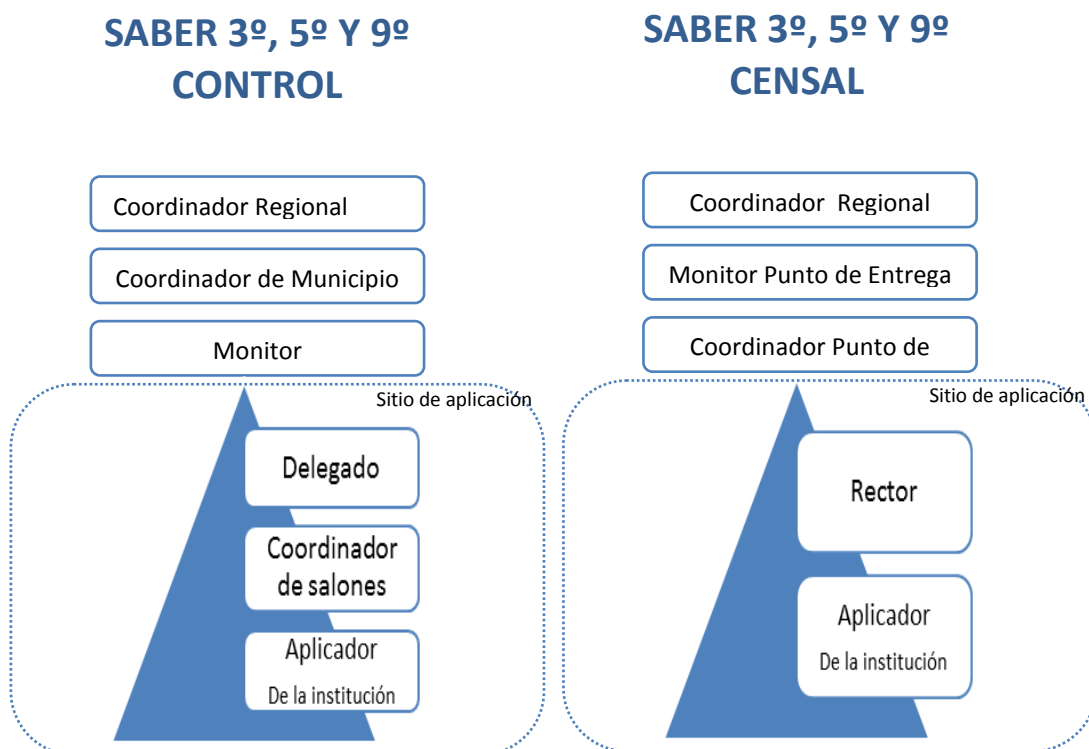 SABER 3º, 5º Y 9º
CONTROL
Coordinador Regional
Coordinador de Municipio
Monitor
Sitio de aplicación
Delegado
Coordinador
de salones
Aplicador
De la institución
SABER 3º, 5º Y 9º
CENSAL
Coordinador Regional
Monitor Punto de Entrega
Coordinador Punto de
Sitio de aplicación
Rector
Aplicador
De la institución